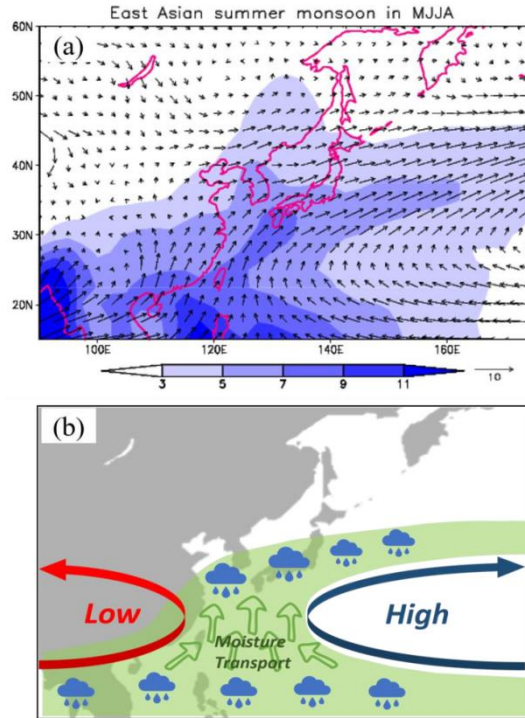 East Asian summer monsoon in MJJA
(a)
60N
50N
40N
30N
20N
100E 120E 140E 160E
3 5 7 9 11 10
(b)
Low High
Moisture
Transport